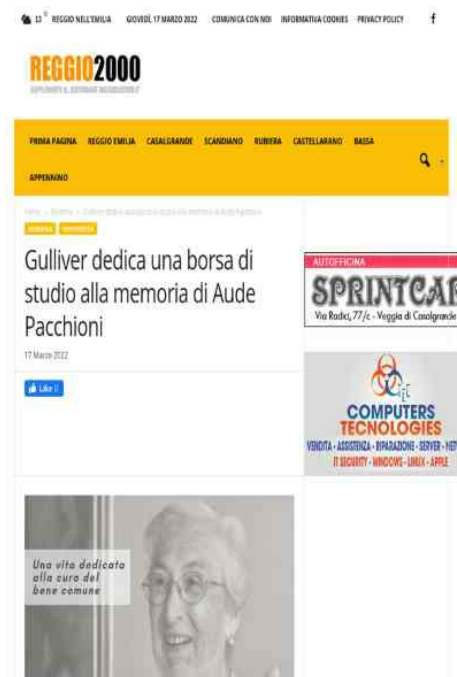 13° REGGIO NELL'EMILIA GIOVEDÌ, 17 MARZO 2022 COMUNICA CON NOI INFORMATIVA COOKIES PRIVACY POLICY
REGGIO2000
PRIMA PAGINA REGGIO EMILIA CASALGRANDE SCANDIANO RUBIERA CASTELLARANO BASSA
APPENNINO
Gulliver dedica una borsa di
studio alla memoria di Aude
Pacchioni
17 Marzo 2022
Like 0
AUTOFFICINA
SPRINTCAR
Via Radici, 77/c - Veggia di Casalgrande
COMPUTERS
TECNOLOGIES
VENDITA - ASSISTENZA - RIPARAZIONE - SERVER - NET
IT SECURITY - WINDOWS - LINUX - APPLE
Una vita dedicata
alla cura del
bene comune